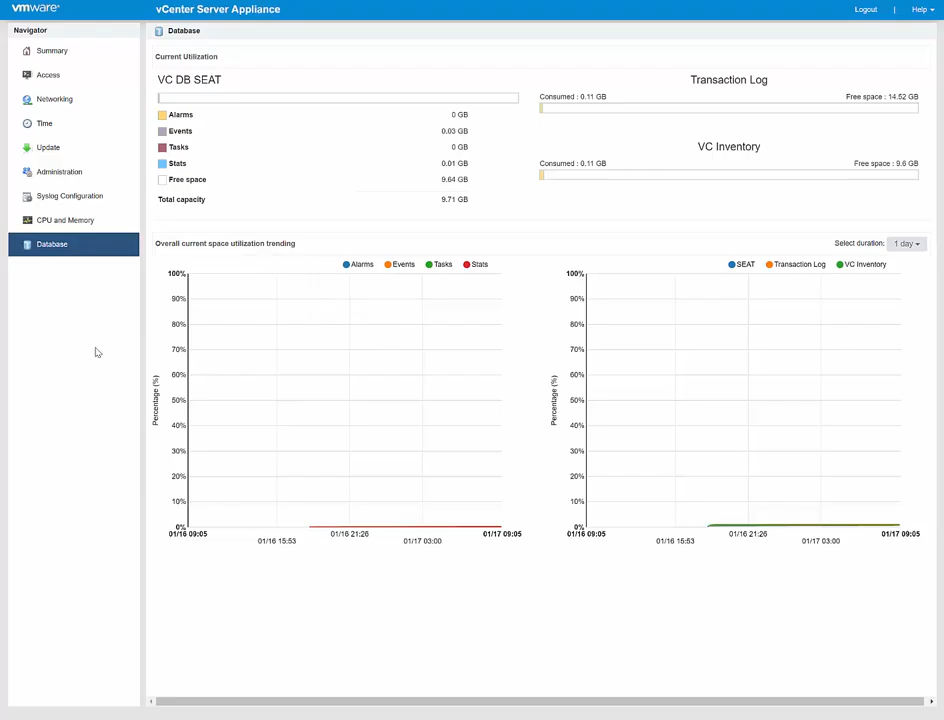 vmware® vCenter Server Appliance Logout | Help
Navigator
Summary
Access
Networking
Time
Update
Administration
Syslog Configuration
CPU and Memory
Database
Database
Current Utilization
VC DB SEAT
Alarms 0 GB
Events 0.03 GB
Tasks 0 GB
Stats 0.01 GB
Free space 9.64 GB
Total capacity 9.71 GB
Transaction Log
Consumed : 0.11 GB Free space : 14.52 GB
VC Inventory
Consumed : 0.11 GB Free space : 9.6 GB
Overall current space utilization trending Select duration: 1 day
Alarms Events Tasks Stats
100%
90%
80%
70%
60%
50%
40%
30%
20%
10%
0%
Percentage (%)
01/16 09:05 01/16 15:53 01/16 21:26 01/17 03:00 01/17 09:05
SEAT Transaction Log VC Inventory
100%
90%
80%
70%
60%
50%
40%
30%
20%
10%
0%
Percentage (%)
01/16 09:05 01/16 15:53 01/16 21:26 01/17 03:00 01/17 09:05